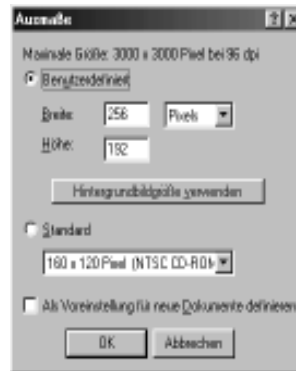 Ausmaße
Maximale Größe: 3000 x 3000 Pixel bei 96 dpi
Benutzerdefiniert
Breite: 256 Pixels
Höhe: 192
Hintergrundbildgröße verwenden
Standard
160 x 120 Pixel (NTSC CD-ROM
Als Voreinstellung für neue Dokumente definieren
OK Abbrechen